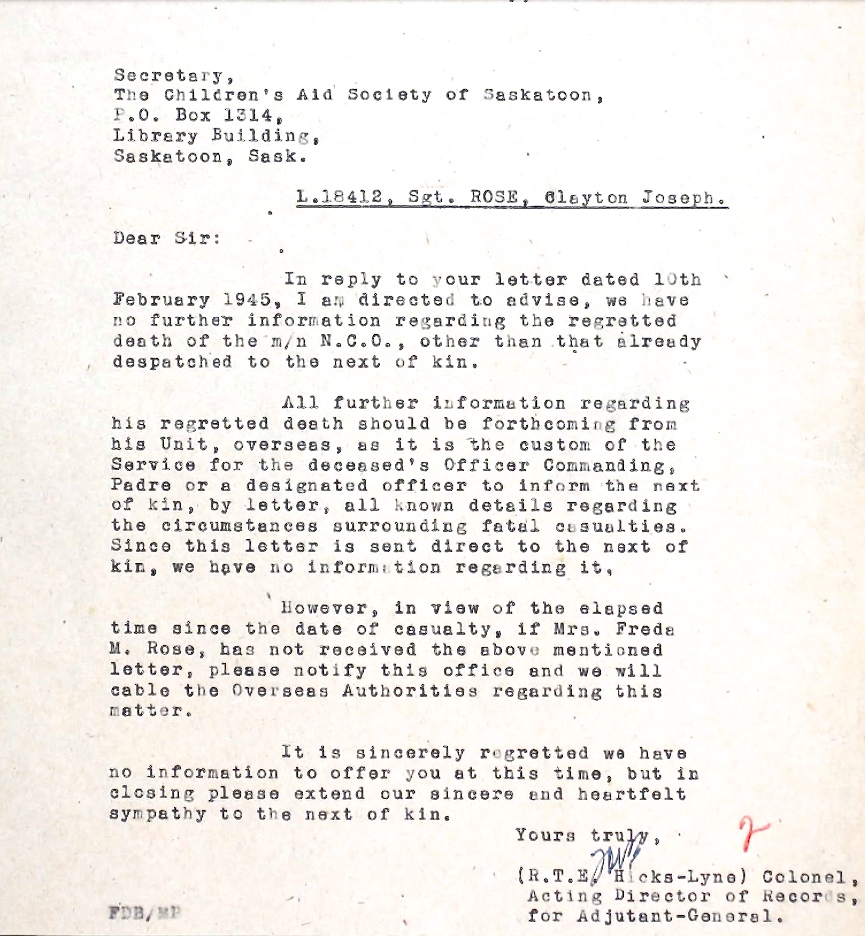 Secretary,
The Children's Aid Society of Saskatoon,
P.O. Box 1314,
Library Building,
Saskatoon, Sask.
L.18412, Sgt. ROSE, Clayton Joseph.
Dear Sir:
In reply to your letter dated 10th
February 1945, I am directed to advise, we have
no further information regarding the regretted
death of the m/n N.C.O., other than that already
despatched to the next of kin.
All further information regarding
his regretted death should be forthcoming from
his Unit, overseas, as it is the custom of the
Service for the deceased's Officer Commanding,
Padre or a designated officer to inform the next
of kin, by letter, all known details regarding
the circumstances surrounding fatal casualties.
Since this letter is sent direct to the next of
kin, we have no information regarding it.
However, in view of the elapsed
time since the date of casualty, if Mrs. Freda
M. Rose, has not received the above mentioned
letter, please notify this office and we will
cable the Overseas Authorities regarding this
matter.
It is sincerely regretted we have
no information to offer you at this time, but in
closing please extend our sincere and heartfelt
sympathy to the next of kin.
Yours truly,
(R.T.E. Hicks-Lyne) Colonel,
Acting Director of Records,
for Adjutant-General.
FDB/MP